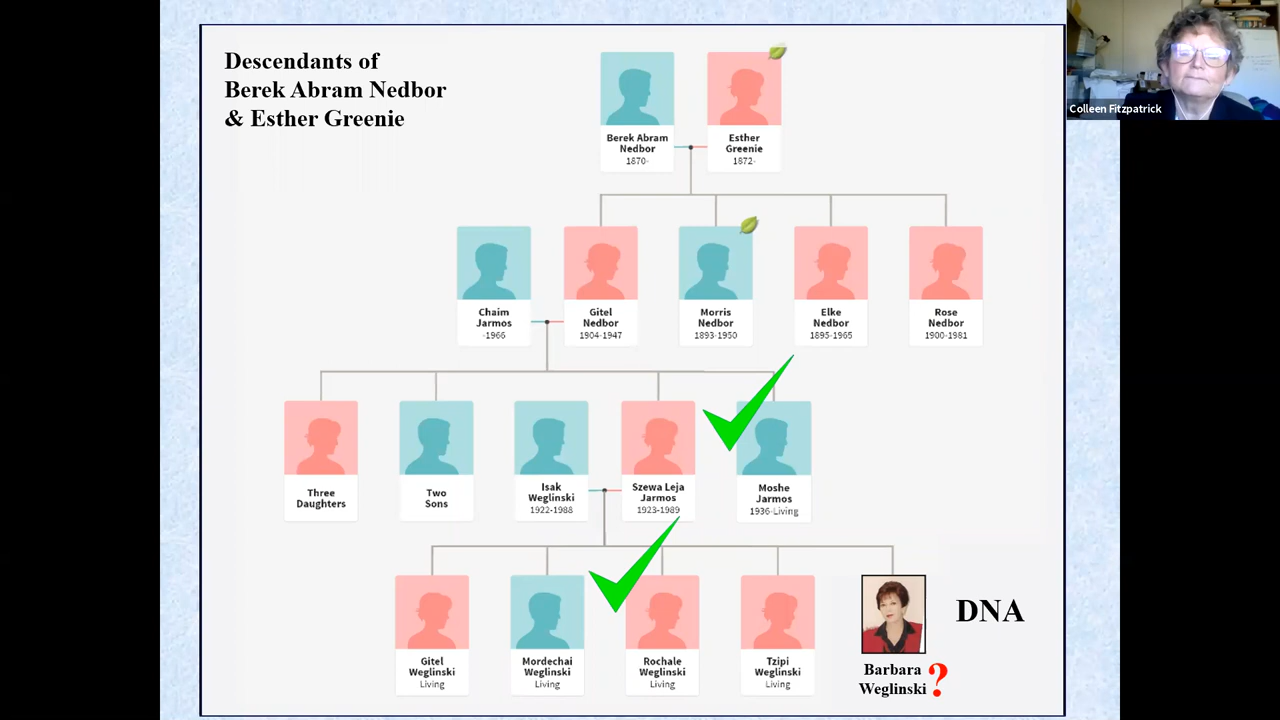 Descendants of
Berek Abram Nedbor
& Esther Greenie
Colleen Fitzpatrick
Berek Abram
Nedbor
1870-
Esther
Greenie
1872-
Chaim
Jarmos
-1966
Gitel
Nedbor
1904-1947
Morris
Nedbor
1893-1950
Elke
Nedbor
1895-1965
Rose
Nedbor
1900-1981
Three
Daughters
Two
Sons
Isak
Weglinski
1922-1988
Szewa Leja
Jarmos
1923-1989
Moshe
Jarmos
1936-Living
Gitel
Weglinski
Living
Mordechai
Weglinski
Living
Rochale
Weglinski
Living
Tzipi
Weglinski
Living
Barbara
Weglinski
?
DNA